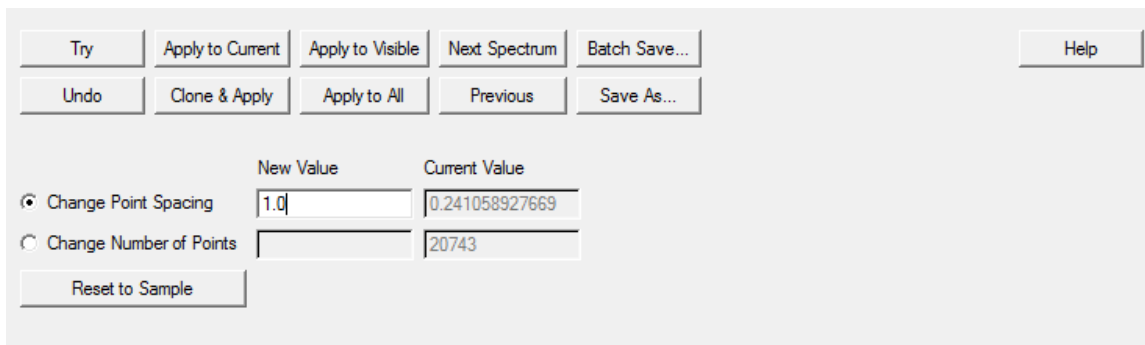 Try Apply to Current Apply to Visible Next Spectrum Batch Save... Help
Undo Clone & Apply Apply to All Previous Save As...
New Value Current Value
Change Point Spacing 1.0 0.241058927669
Change Number of Points 20743
Reset to Sample